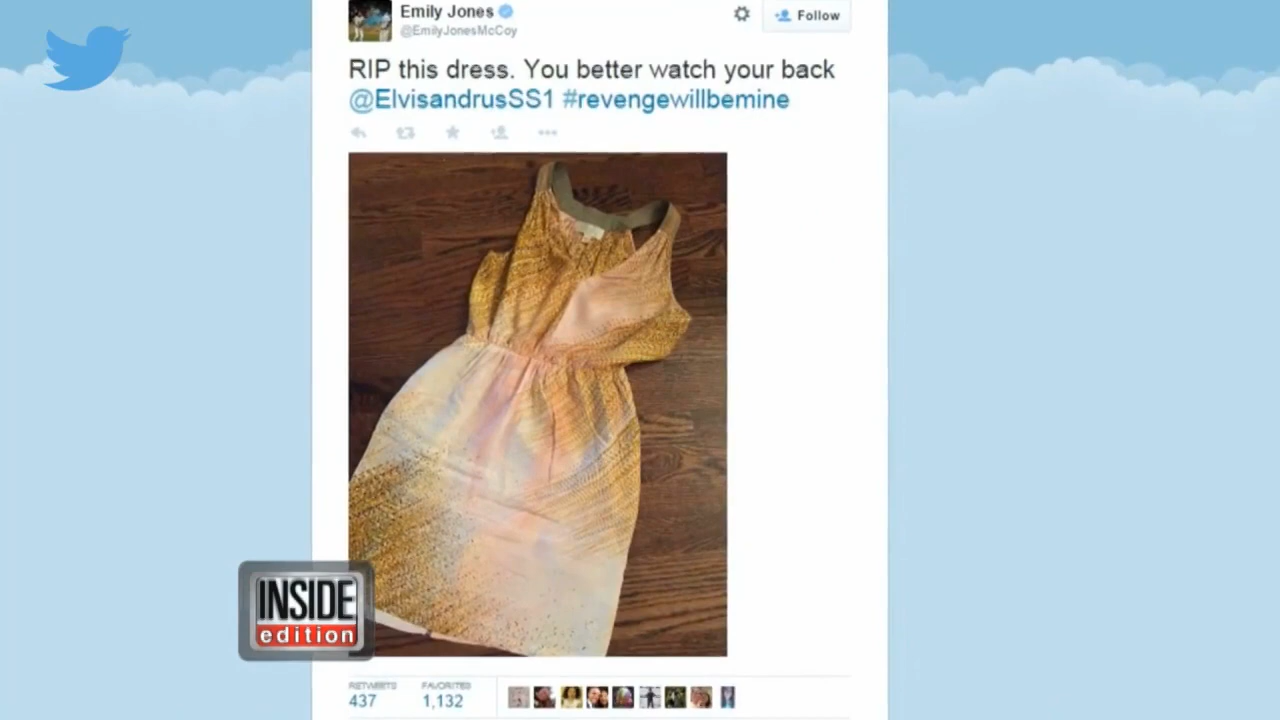 Emily Jones
@EmilyJonesMcCoy
Follow
RIP this dress. You better watch your back
@ElvisandrusSS1 #revengewillbemine
INSIDE
edition
RETWEETS
FAVORITES
437
1,132